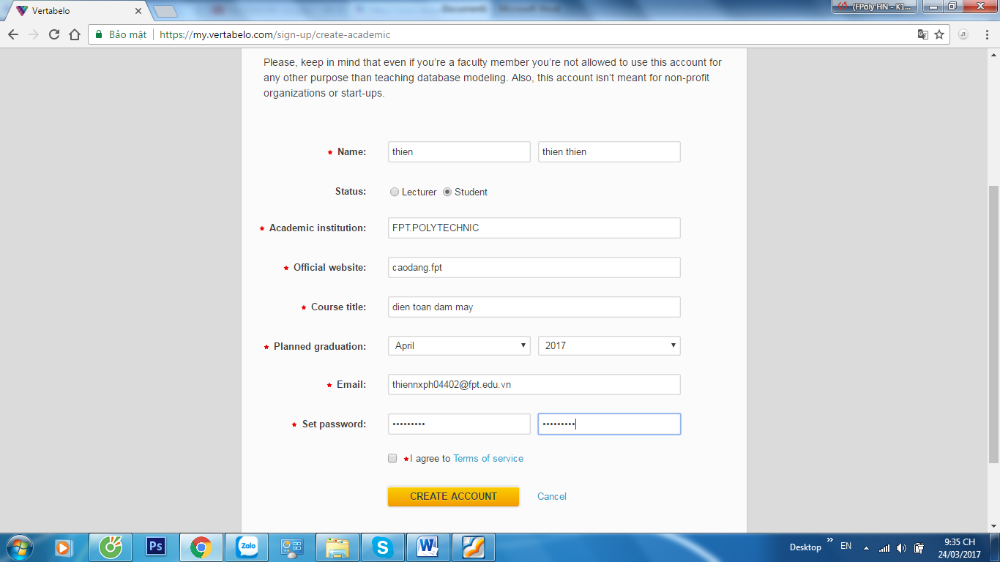 Vertabelo
(FPoly HN - K1...
Bảo mật
https://my.vertabelo.com/sign-up/create-academic
Please, keep in mind that even if you're a faculty member you're not allowed to use this account for
any other purpose than teaching database modeling. Also, this account isn't meant for non-profit
organizations or start-ups.
* Name: thien thien thien
Status: Lecturer Student
* Academic institution: FPT.POLYTECHNIC
* Official website: caodang.fpt
* Course title: dien toan dam may
* Planned graduation: April 2017
* Email: thiennxph04402@fpt.edu.vn
* Set password: ••••••••• •••••••••
* I agree to Terms of service
CREATE ACCOUNT Cancel
Ps
Zalo
S
W
Desktop » EN
9:35 CH
24/03/2017